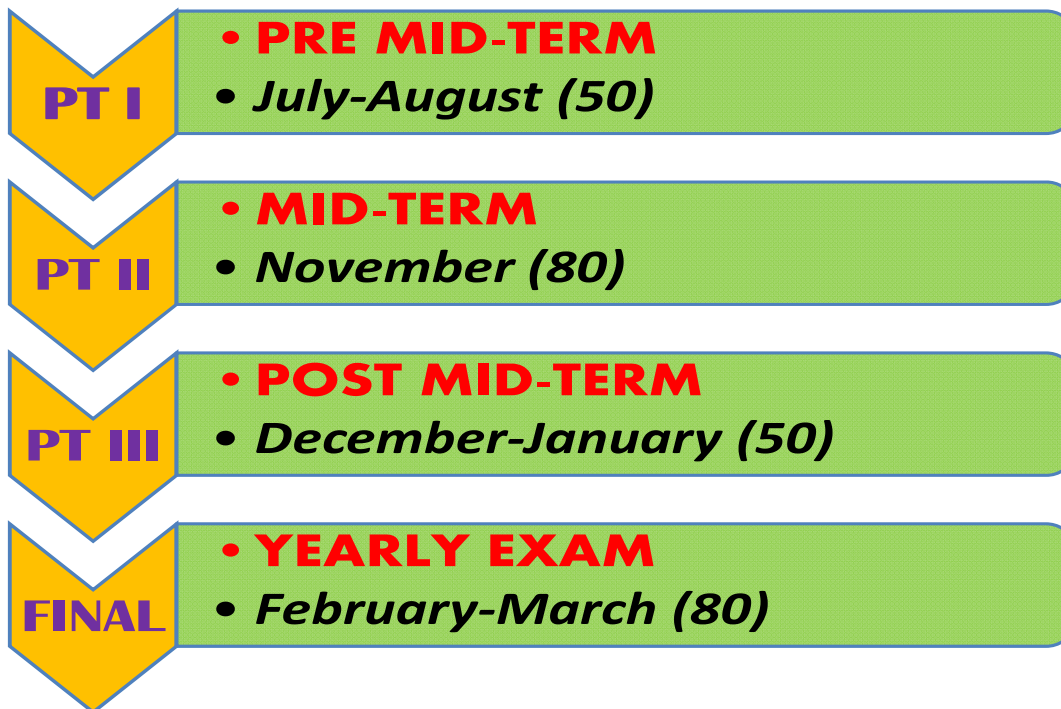 PT I
• PRE MID-TERM
• July-August (50)
PT II
• MID-TERM
• November (80)
PT III
• POST MID-TERM
• December-January (50)
FINAL
• YEARLY EXAM
• February-March (80)